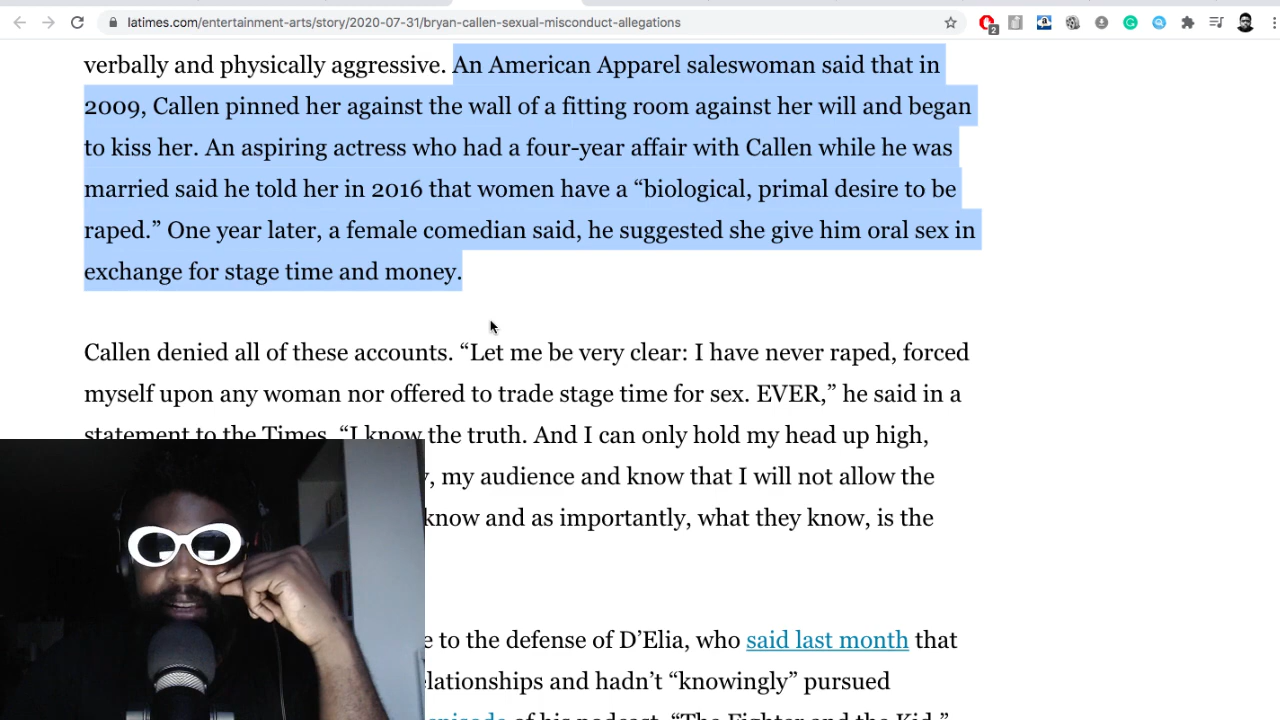 latimes.com/entertainment-arts/story/2020-07-31/bryan-callen-sexual-misconduct-allegations
2
verbally and physically aggressive. An American Apparel saleswoman said that in
2009, Callen pinned her against the wall of a fitting room against her will and began
to kiss her. An aspiring actress who had a four-year affair with Callen while he was
married said he told her in 2016 that women have a “biological, primal desire to be
raped.” One year later, a female comedian said, he suggested she give him oral sex in
exchange for stage time and money.
Callen denied all of these accounts. “Let me be very clear: I have never raped, forced
myself upon any woman nor offered to trade stage time for sex. EVER,” he said in a
statement to the Times. “I know the truth. And I can only hold my head up high,
, my audience and know that I will not allow the
know and as importantly, what they know, is the
e to the defense of D’Elia, who said last month that
elationships and hadn’t “knowingly” pursued
episode of his podcast, “The Fighter and the Kid.”